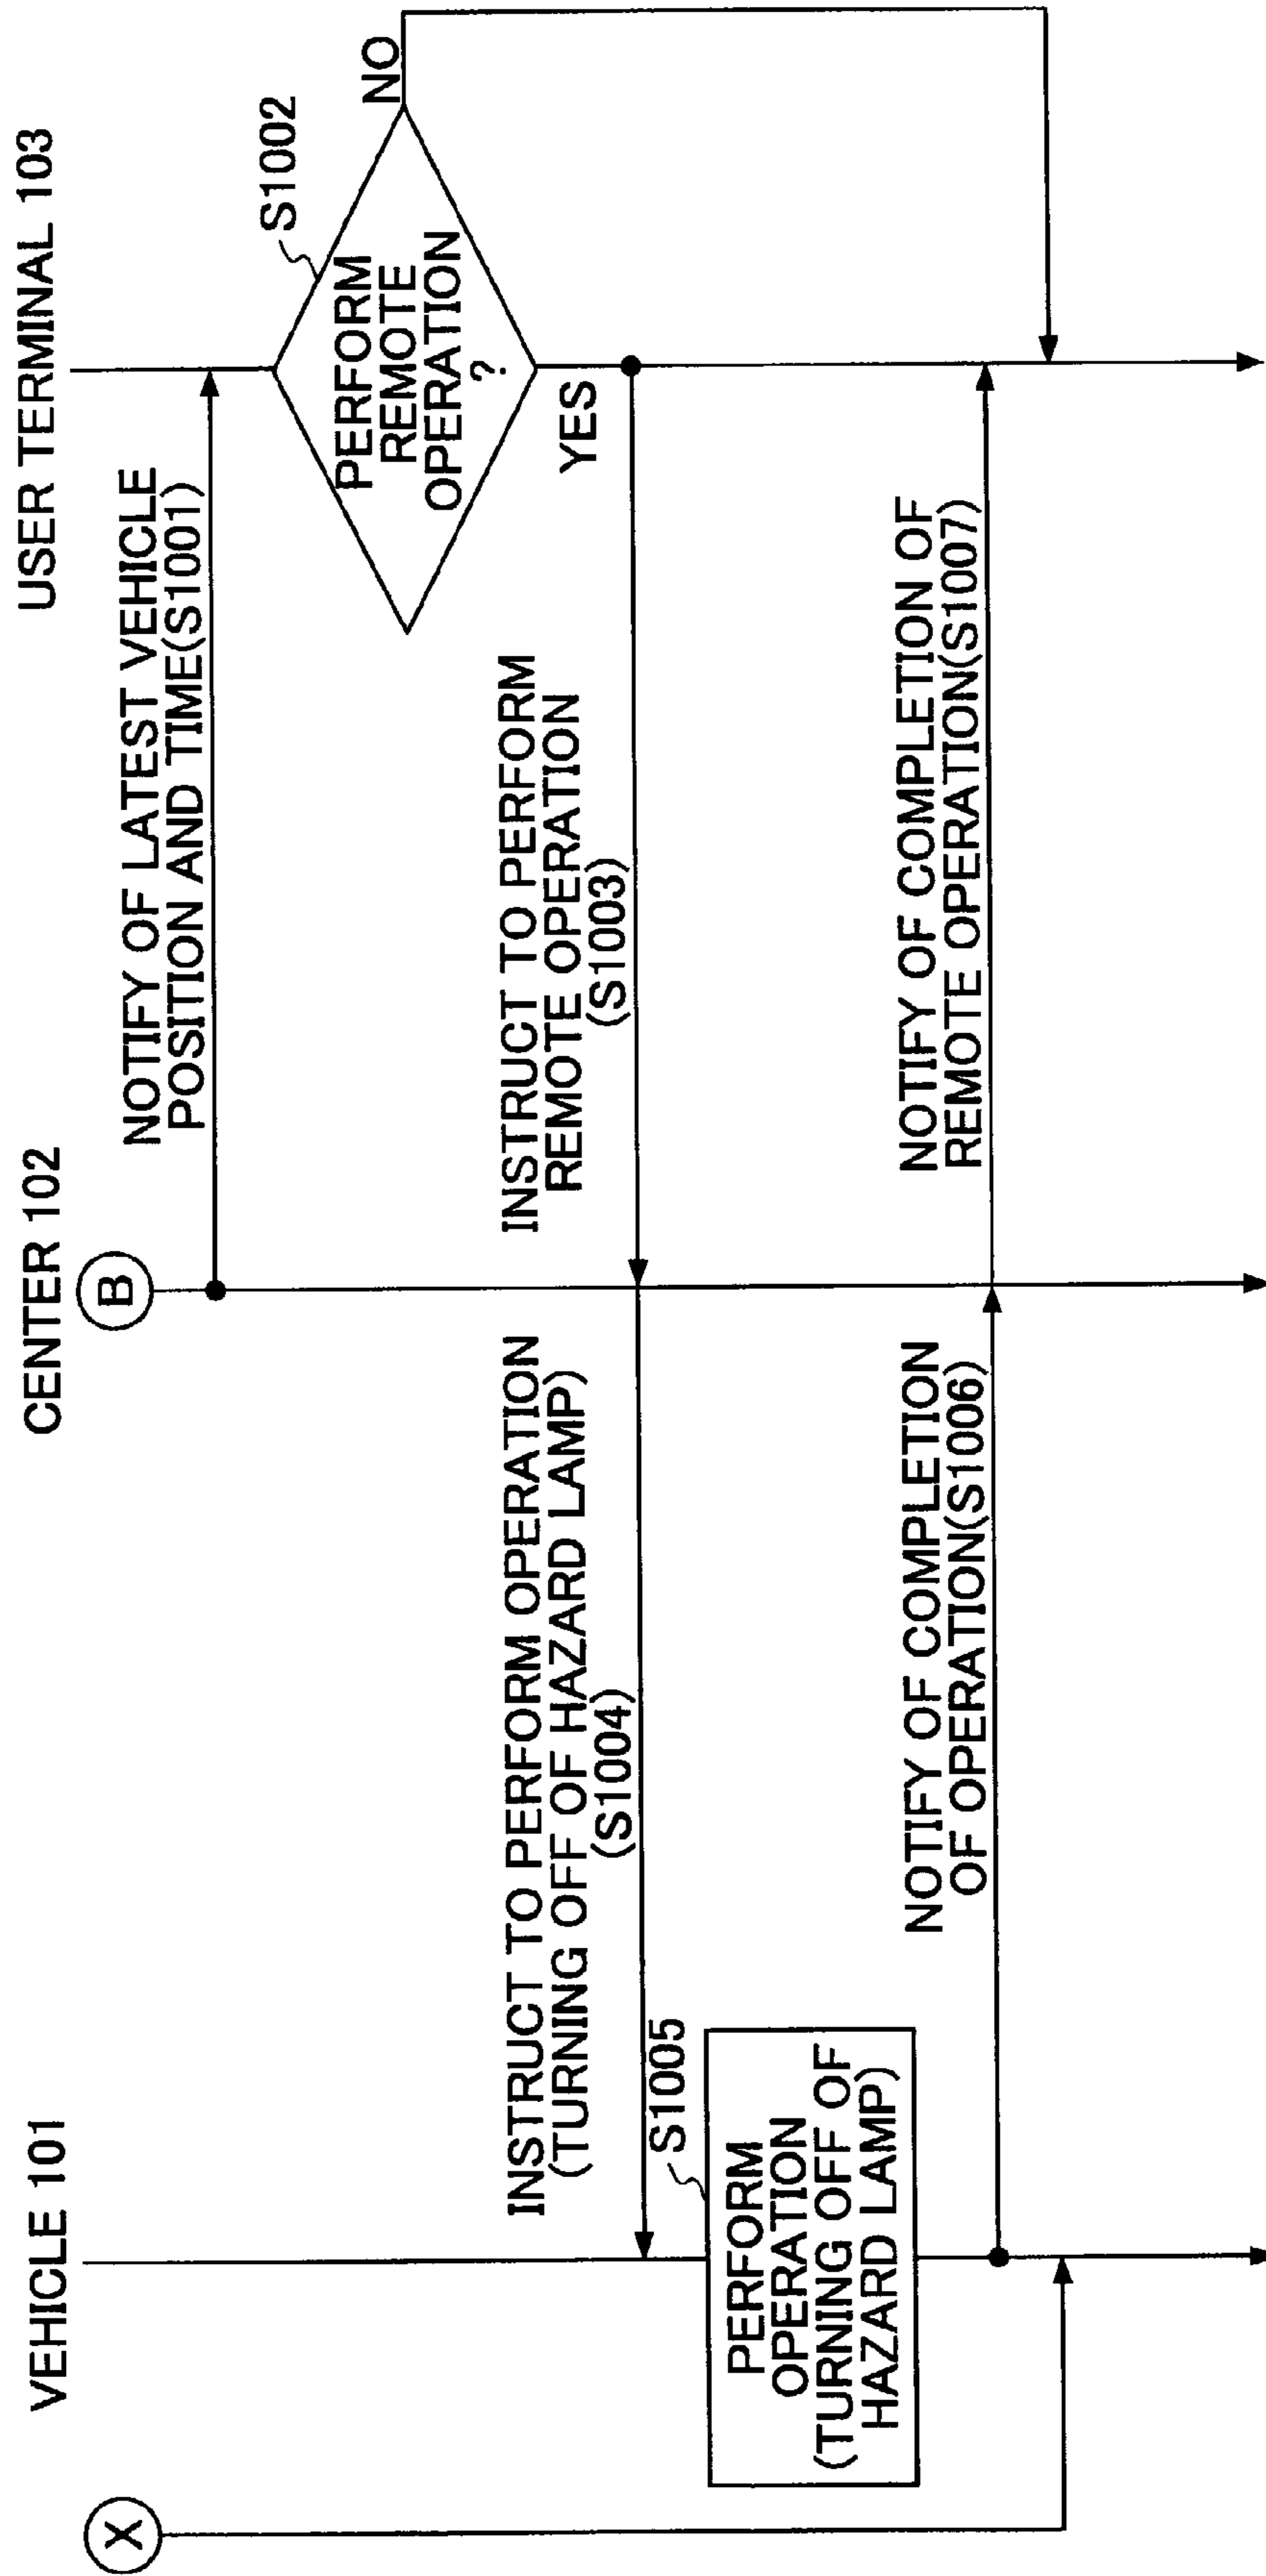 VEHICLE 101
CENTER 102
USER TERMINAL 103
X
B
NOTIFY OF LATEST VEHICLE
POSITION AND TIME(S1001)
S1002
PERFORM
REMOTE
OPERATION
?
NO
YES
INSTRUCT TO PERFORM
REMOTE OPERATION
(S1003)
INSTRUCT TO PERFORM OPERATION
(TURNING OFF OF HAZARD LAMP)
(S1004)
S1005
PERFORM
OPERATION
(TURNING OFF OF
HAZARD LAMP)
NOTIFY OF COMPLETION
OF OPERATION(S1006)
NOTIFY OF COMPLETION OF
REMOTE OPERATION(S1007)